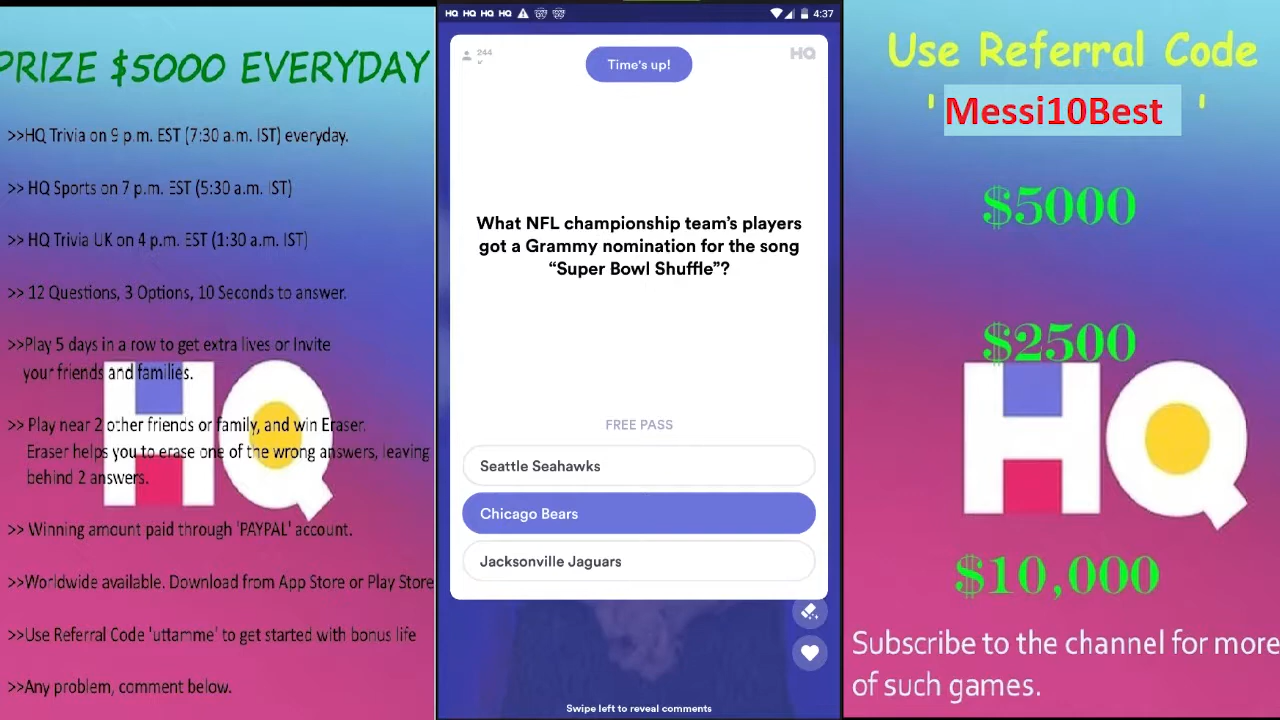 PRIZE $5000 EVERYDAY
>>HQ Trivia on 9 p.m. EST (7:30 a.m. IST) everyday.
>> HQ Sports on 7 p.m. EST (5:30 a.m. IST)
>> HQ Trivia UK on 4 p.m. EST (1:30 a.m. IST)
>> 12 Questions, 3 Options, 10 Seconds to answer.
>>Play 5 days in a row to get extra lives or Invite
your friends and families.
>> Play near 2 other friends or family, and win Eraser.
Eraser helps you to erase one of the wrong answers, leaving
behind 2 answers.
>> Winning amount paid through 'PAYPAL' account.
>>Worldwide available. Download from App Store or Play Store
>>Use Referral Code 'uttamme' to get started with bonus life
>>Any problem, comment below.
HQ
HQ HQ HQ HQ 4:37
244
Time's up!
HQ
What NFL championship team's players
got a Grammy nomination for the song
“Super Bowl Shuffle”?
FREE PASS
Seattle Seahawks
Chicago Bears
Jacksonville Jaguars
Swipe left to reveal comments
Use Referral Code
' Messi10Best '
$5000
$2500
HQ
$10,000
Subscribe to the channel for more
of such games.